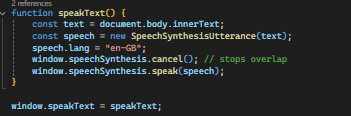 2 references
function speakText() {
    const text = document.body.innerText;
    const speech = new SpeechSynthesisUtterance(text);
    speech.lang = "en-GB";
    window.speechSynthesis.cancel(); // stops overlap
    window.speechSynthesis.speak(speech);
}
window.speakText = speakText;